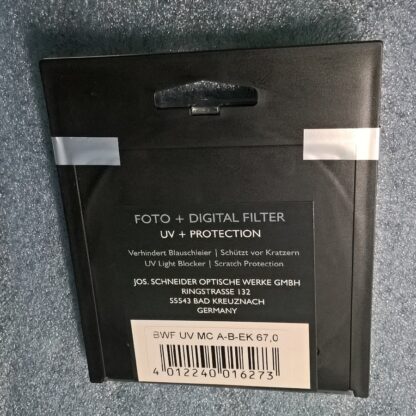 FOTO + DIGITAL FILTER
UV + PROTECTION
Verhindert Blauschleier | Schützt vor Kratzern
UV Light Blocker | Scratch Protection
JOS. SCHNEIDER OPTISCHE WERKE GMBH
RINGSTRASSE 132
55543 BAD KREUZNACH
GERMANY
BWF UV MC A-B-EK 67,0
4 012240 016273